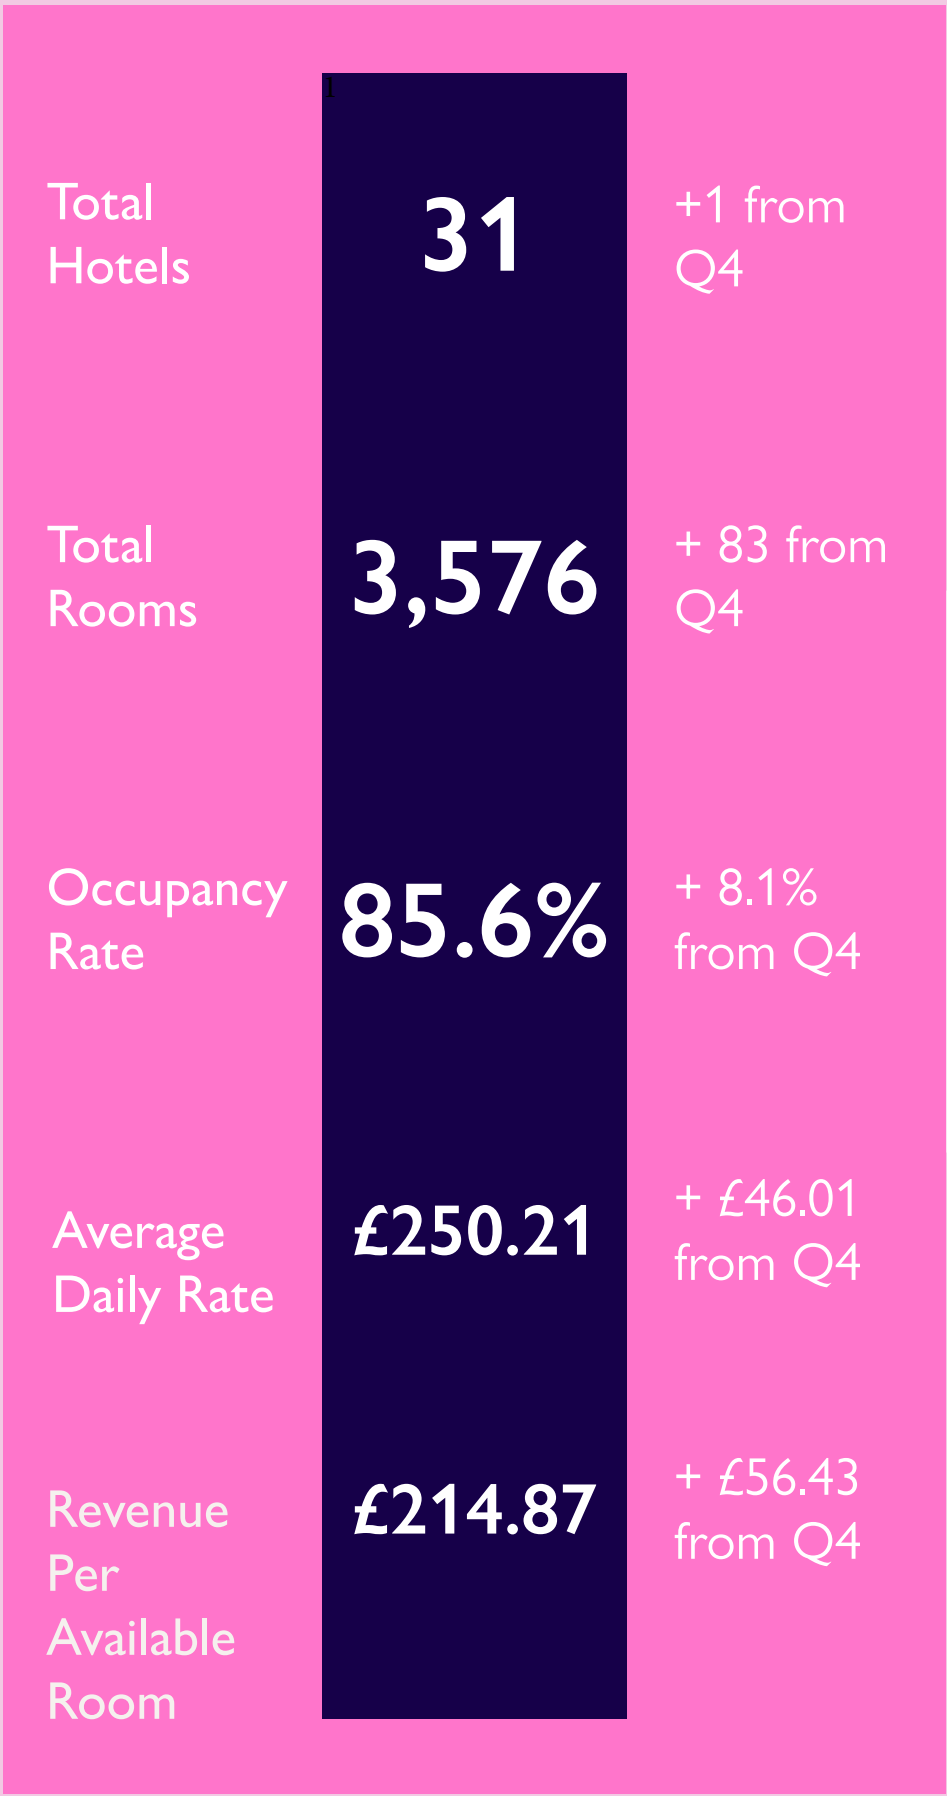 1
Total
Hotels
31
+1 from
Q4
Total
Rooms
3,576
+ 83 from
Q4
Occupancy
Rate
85.6%
+ 8.1%
from Q4
Average
Daily Rate
£250.21
+ £46.01
from Q4
Revenue
Per
Available
Room
£214.87
+ £56.43
from Q4